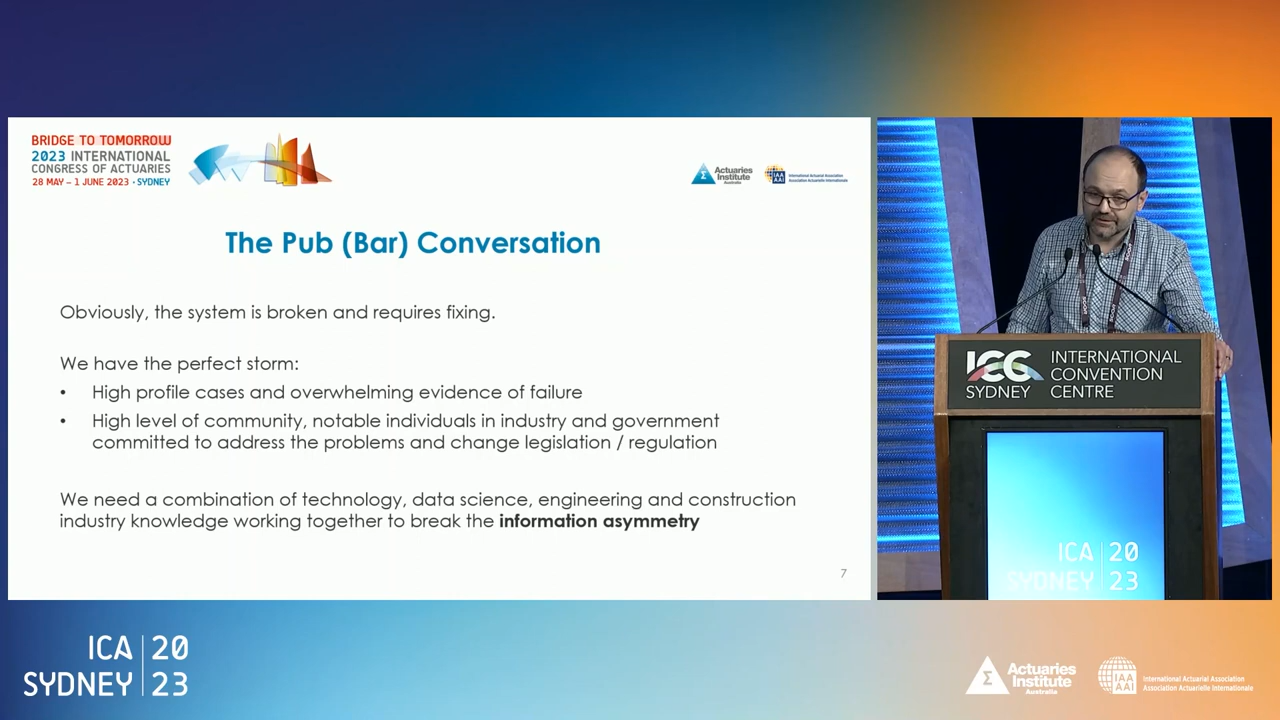 BRIDGE TO TOMORROW
2023 INTERNATIONAL
CONGRESS OF ACTUARIES
28 MAY – 1 JUNE 2023 · SYDNEY
Actuaries
Institute
Australia
IAA
AAI
International Actuarial Association
Association Actuarielle Internationale
The Pub (Bar) Conversation
Obviously, the system is broken and requires fixing.
We have the perfect storm:
• High profile cases and overwhelming evidence of failure
• High level of community, notable individuals in industry and government
committed to address the problems and change legislation / regulation
We need a combination of technology, data science, engineering and construction
industry knowledge working together to break the information asymmetry
7
ICC
SYDNEY
INTERNATIONAL
CONVENTION
CENTRE
ICA 20
SYDNEY 23
ICA 20
SYDNEY 23
Actuaries
Institute
Australia
IAA
AAI
International Actuarial Association
Association Actuarielle Internationale